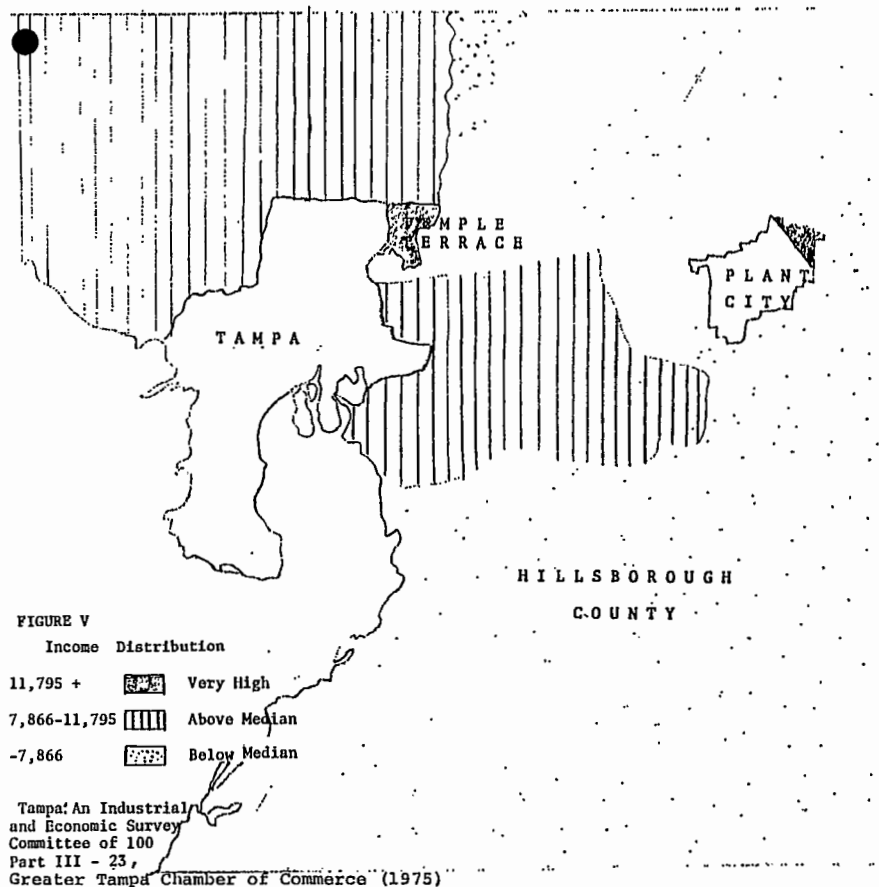 TEMPLE
TERRACE
PLANT
CITY
TAMPA
HILLSBOROUGH
COUNTY
FIGURE V
Income Distribution
11,795 + Very High
7,866-11,795 Above Median
-7,866 Below Median
Tampa: An Industrial
and Economic Survey
Committee of 100
Part III - 23,
Greater Tampa Chamber of Commerce (1975)